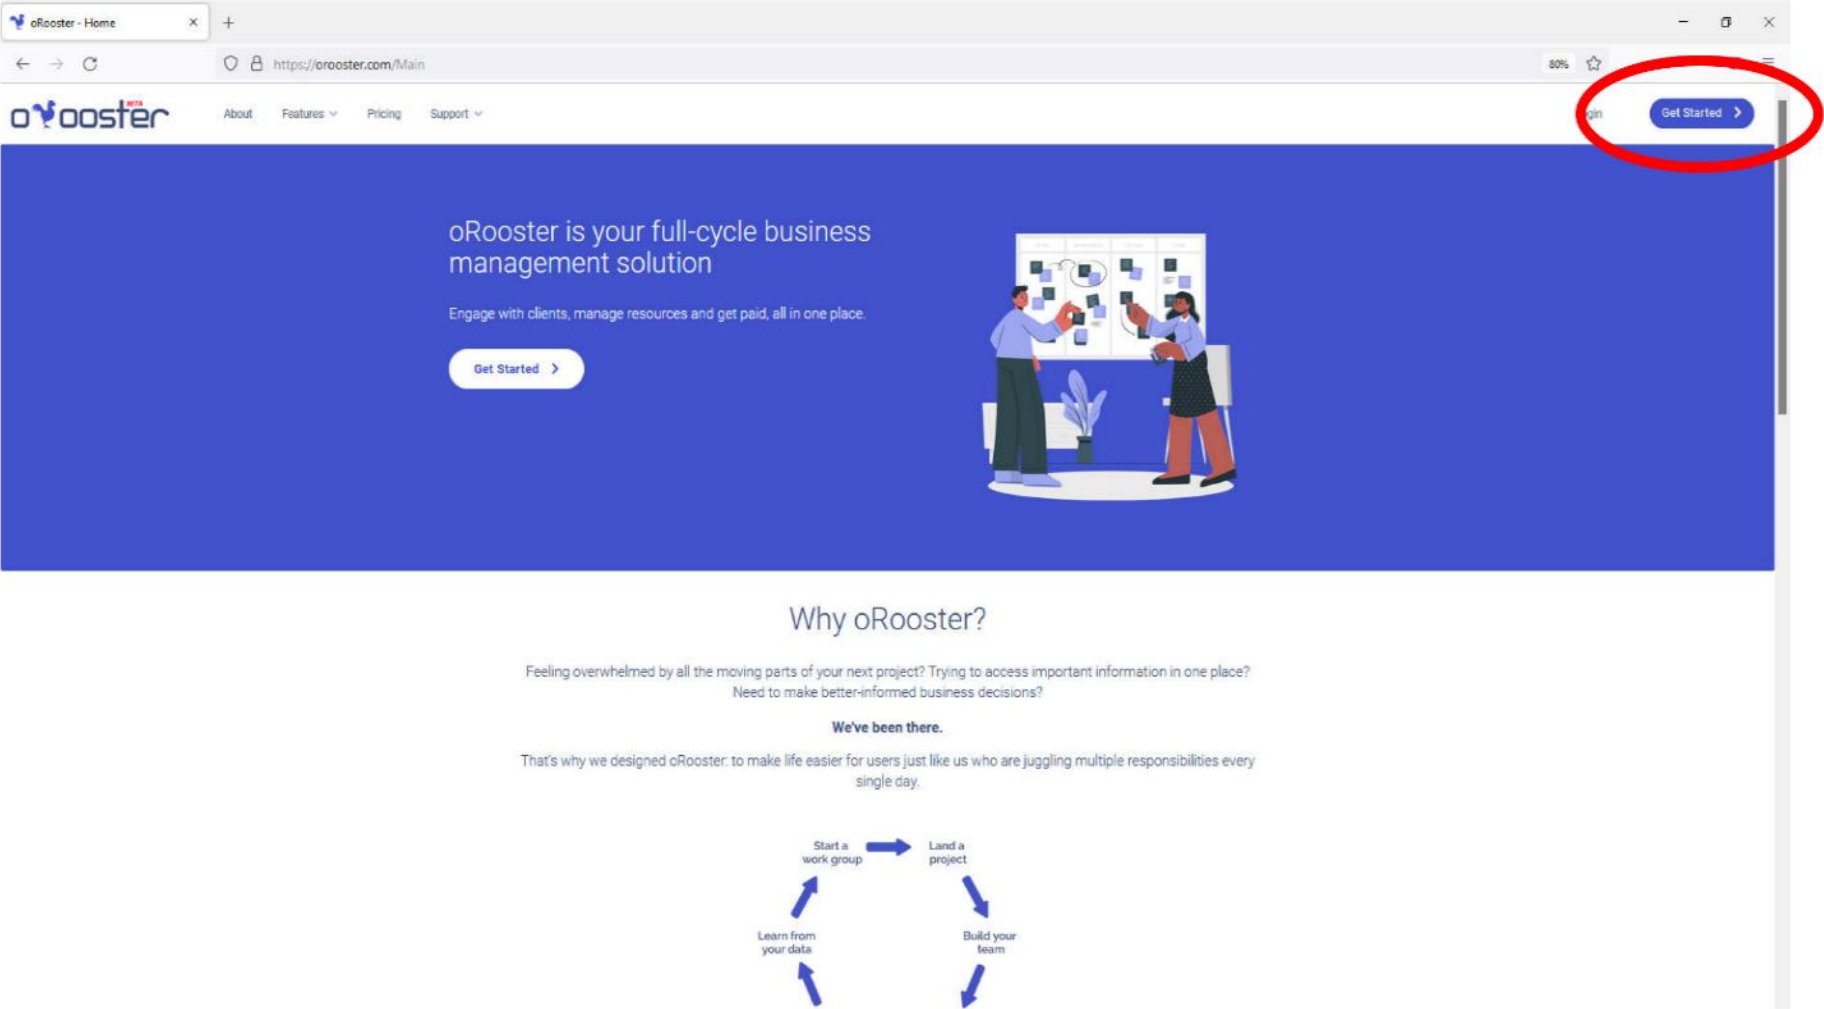 oRooster - Home
https://orooster.com/Main
80%
oRooster BETA
About Features Pricing Support
Get Started
oRooster is your full-cycle business
management solution
Engage with clients, manage resources and get paid, all in one place.
Get Started
Why oRooster?
Feeling overwhelmed by all the moving parts of your next project? Trying to access important information in one place?
Need to make better-informed business decisions?
We've been there.
That's why we designed oRooster: to make life easier for users just like us who are juggling multiple responsibilities every
single day.
Start a
work group
Land a
project
Learn from
your data
Build your
team